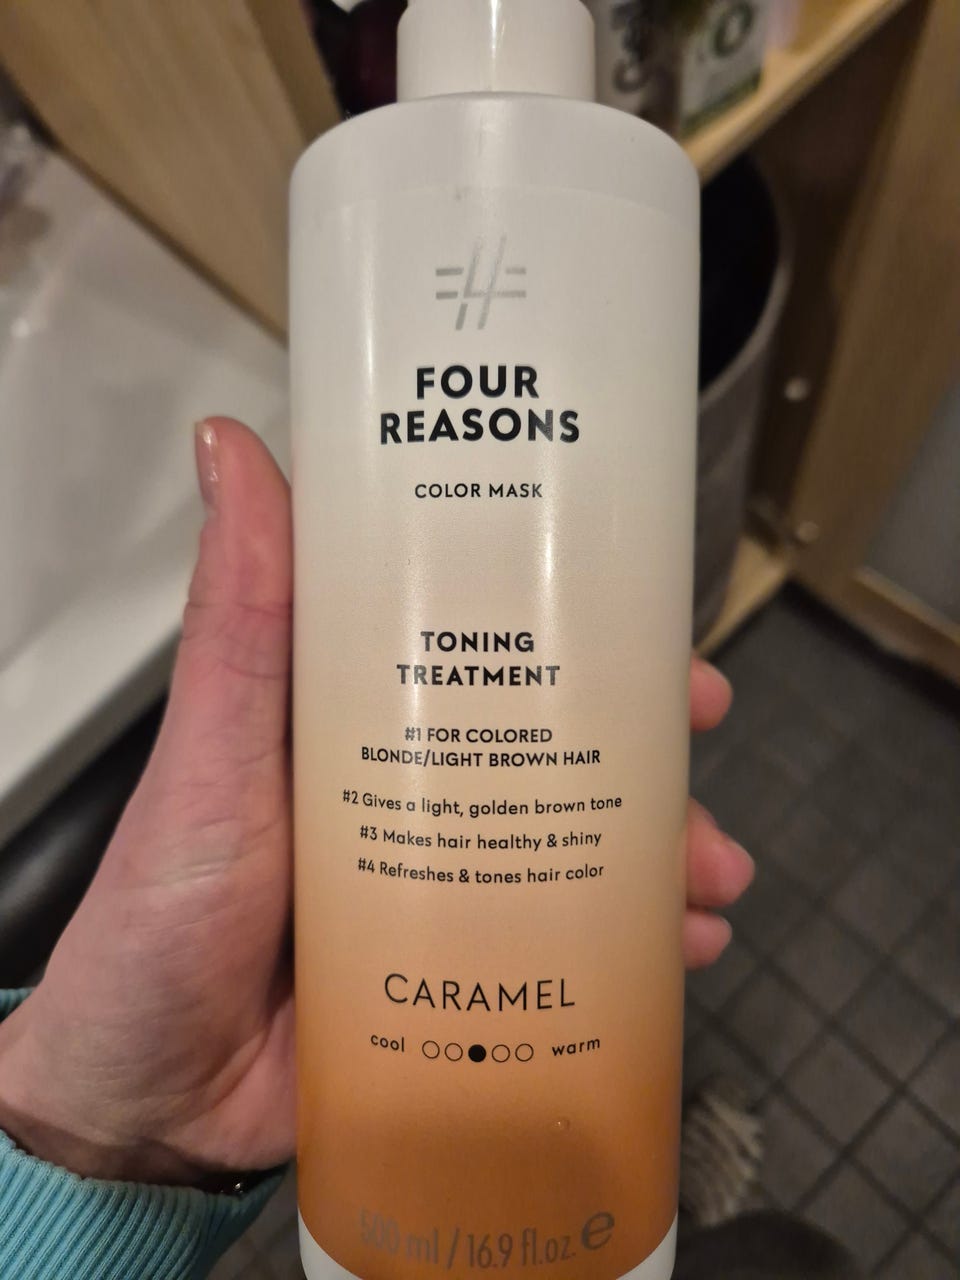 #4
FOUR
REASONS
COLOR MASK
TONING
TREATMENT
#1 FOR COLORED
BLONDE/LIGHT BROWN HAIR
#2 Gives a light, golden brown tone
#3 Makes hair healthy & shiny
#4 Refreshes & tones hair color
CARAMEL
cool warm
500 ml / 16.9 fl.oz. e